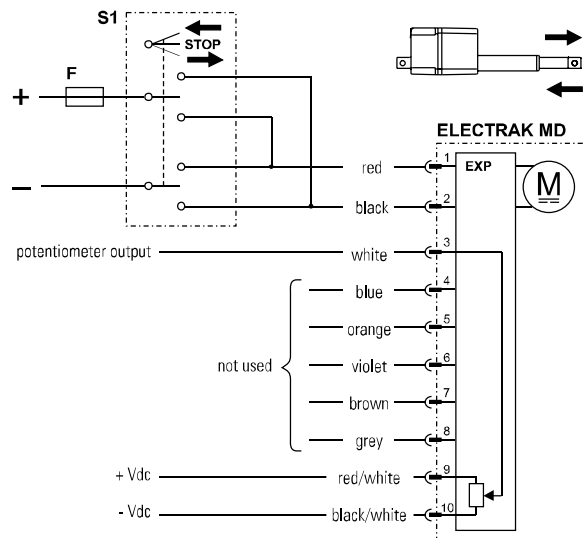 S1
STOP
F
+
−
ELECTRAK MD
EXP
M
red 1
black 2
potentiometer output white 3
blue 4
orange 5
not used violet 6
brown 7
grey 8
+ Vdc red/white 9
- Vdc black/white 10